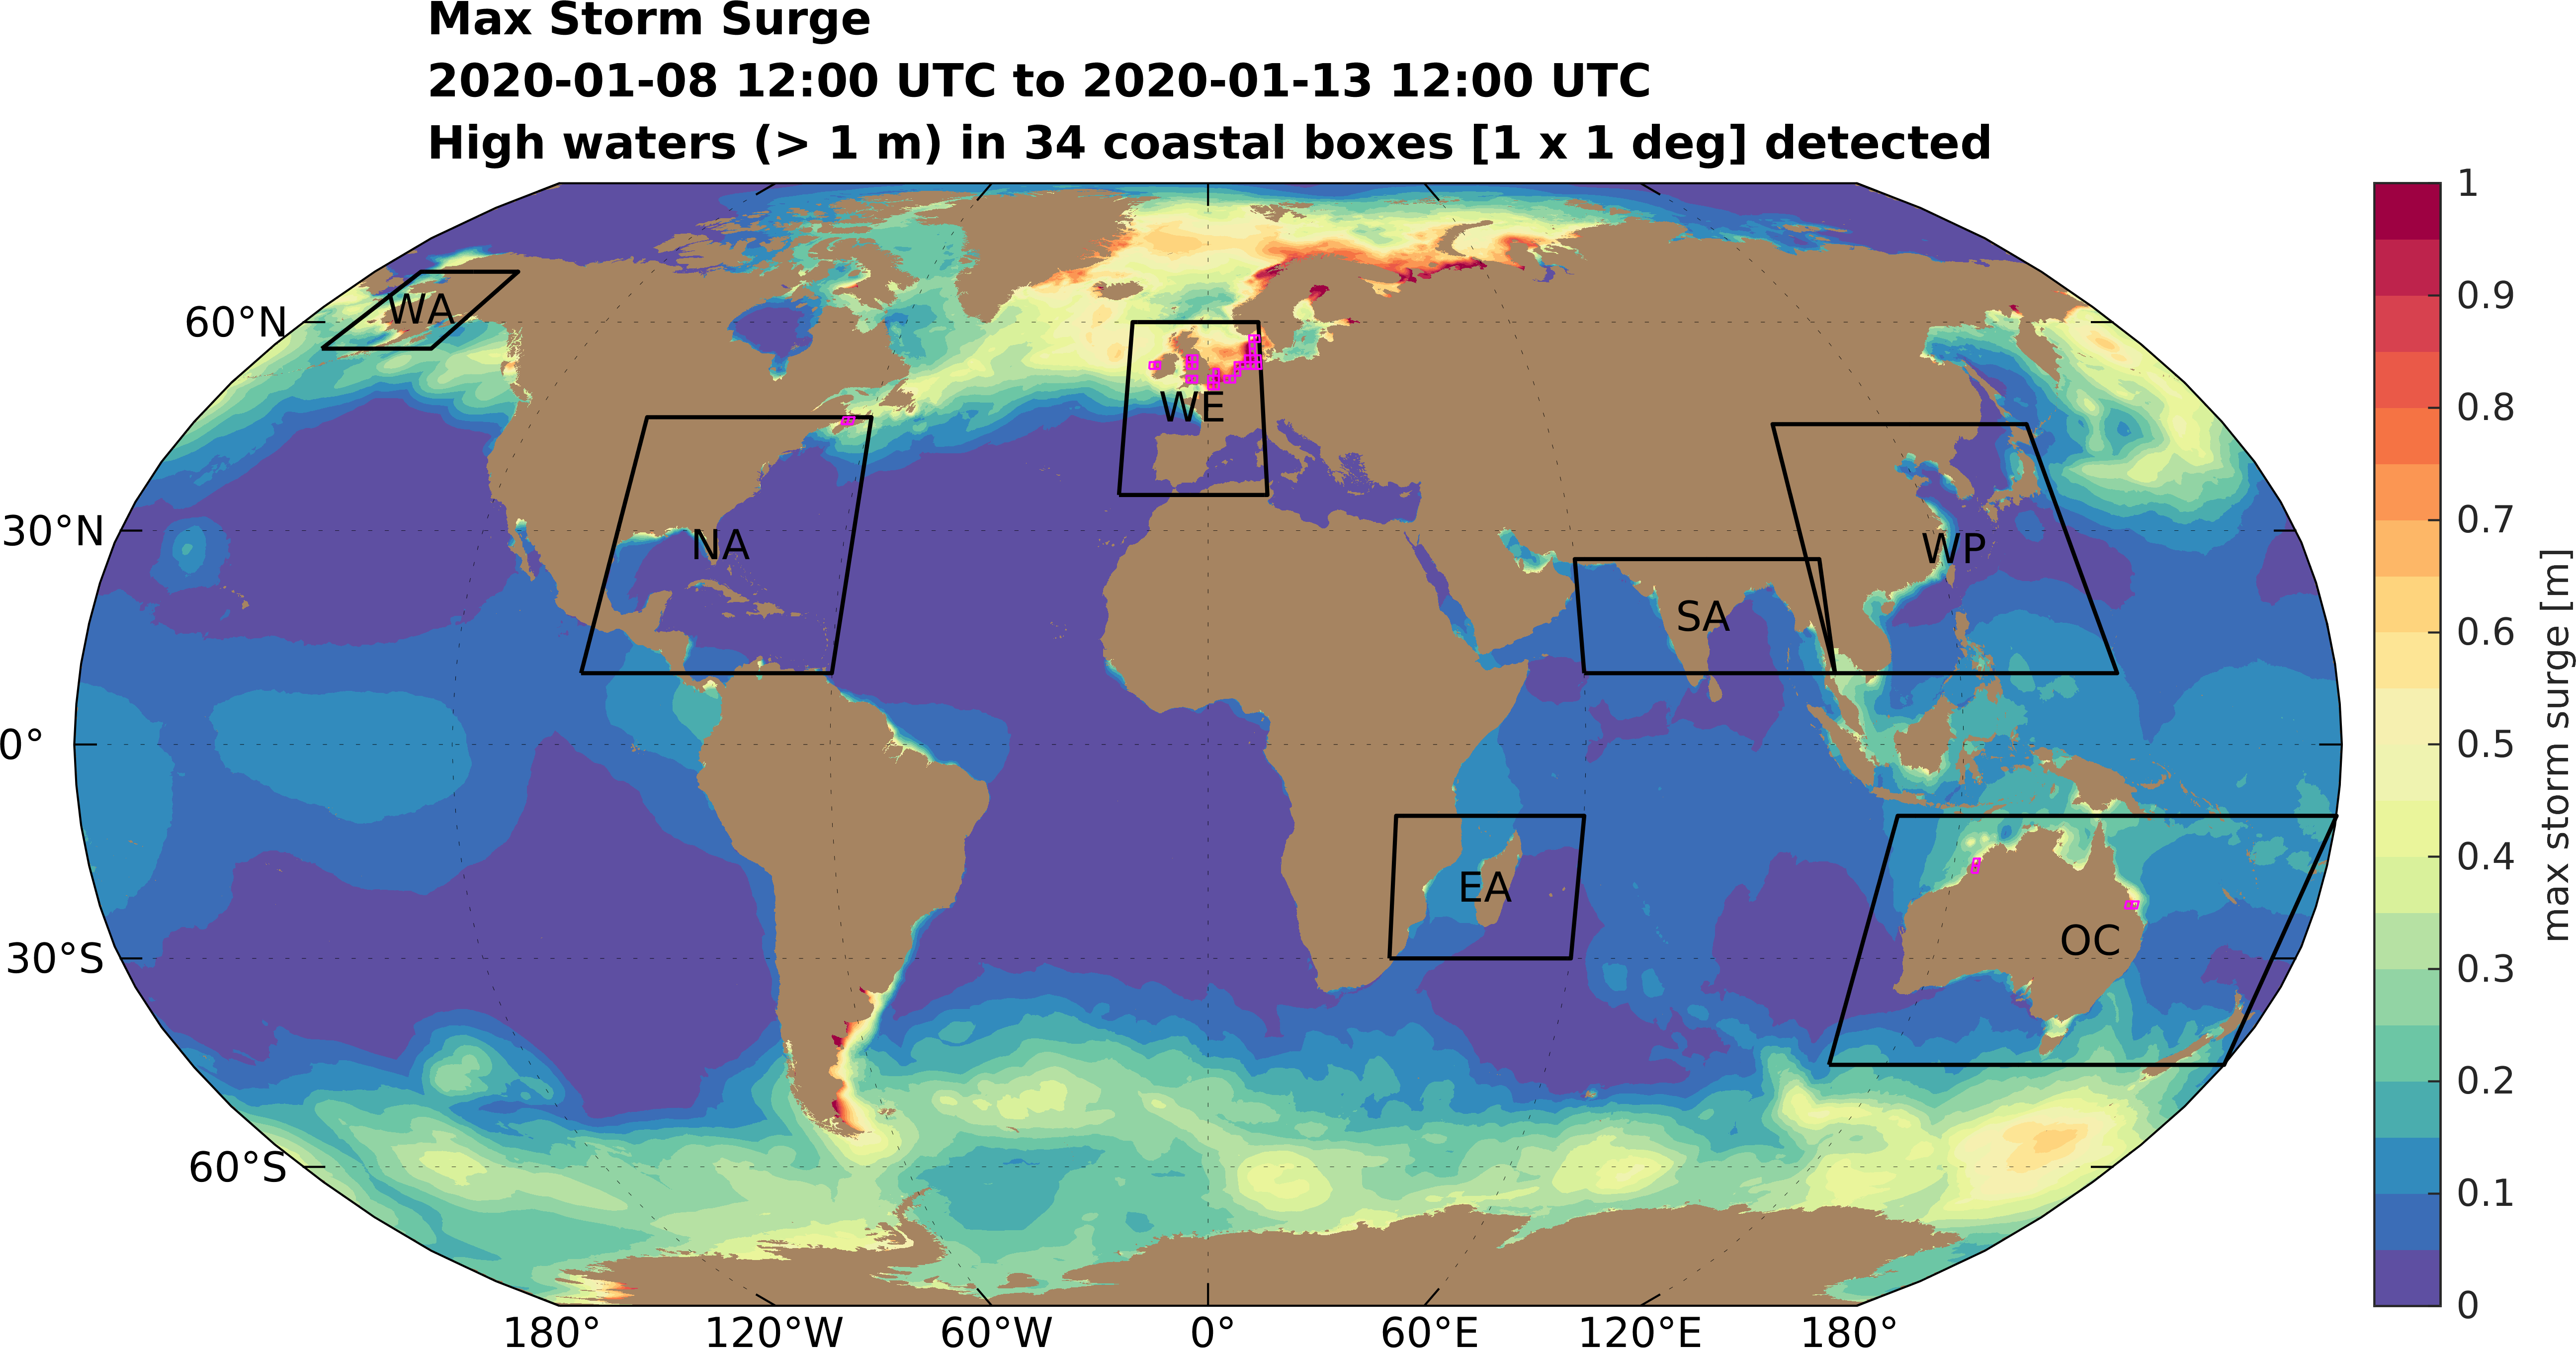 Max Storm Surge
2020-01-08 12:00 UTC to 2020-01-13 12:00 UTC
High waters (> 1 m) in 34 coastal boxes [1 x 1 deg] detected
60°N
30°N
0°
30°S
60°S
180°
120°W
60°W
0°
60°E
120°E
180°
WA
NA
WE
SA
WP
EA
OC
1
0.9
0.8
0.7
0.6
0.5
0.4
0.3
0.2
0.1
0
max storm surge [m]